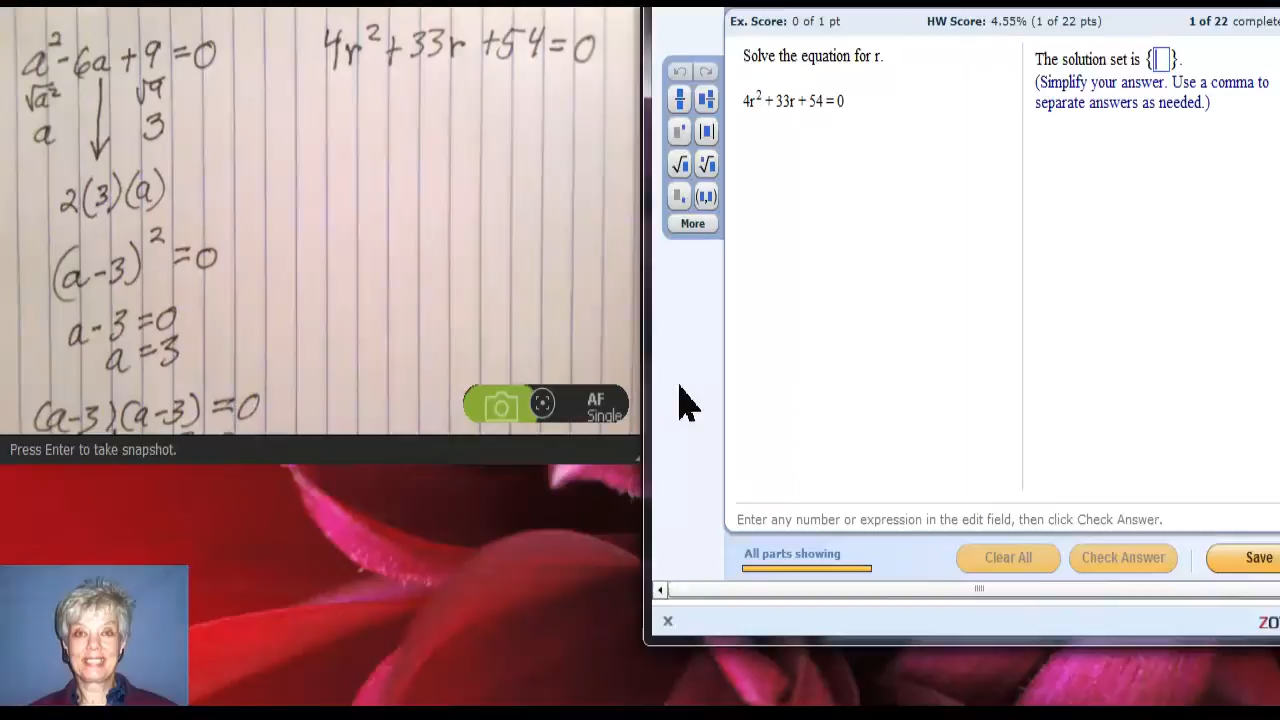 a² - 6a + 9 = 0
√a² √9
a 3
2(3)(a)
(a - 3)² = 0
a - 3 = 0
a = 3
(a-3)(a-3) = 0
4r² + 33r + 54 = 0
AF
Single
Press Enter to take snapshot.
Ex. Score: 0 of 1 pt
HW Score: 4.55% (1 of 22 pts)
1 of 22 complete
Solve the equation for r.
4r² + 33r + 54 = 0
The solution set is { }.
(Simplify your answer. Use a comma to
separate answers as needed.)
More
Enter any number or expression in the edit field, then click Check Answer.
All parts showing
Clear All
Check Answer
Save
x
ZO